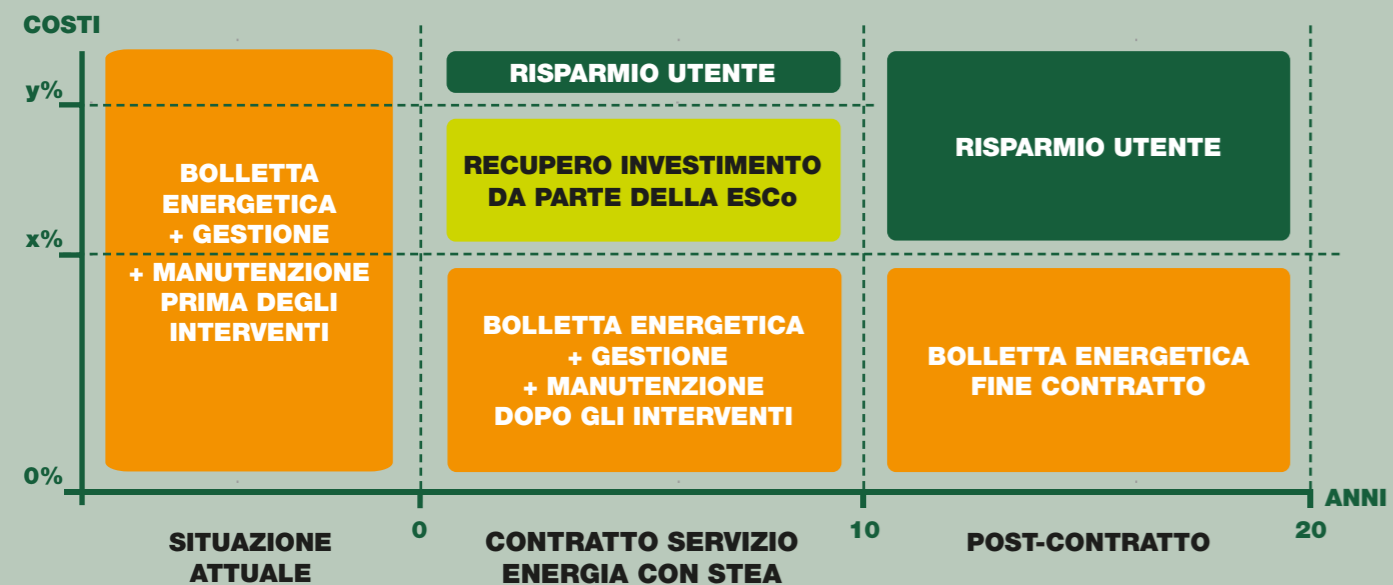 COSTI
y%
x%
0%
BOLLETTA
ENERGETICA
+ GESTIONE
+ MANUTENZIONE
PRIMA DEGLI
INTERVENTI
RISPARMIO UTENTE
RECUPERO INVESTIMENTO
DA PARTE DELLA ESCo
BOLLETTA ENERGETICA
+ GESTIONE
+ MANUTENZIONE
DOPO GLI INTERVENTI
RISPARMIO UTENTE
BOLLETTA ENERGETICA
FINE CONTRATTO
0
10
20
ANNI
SITUAZIONE
ATTUALE
CONTRATTO SERVIZIO
ENERGIA CON STEA
POST-CONTRATTO